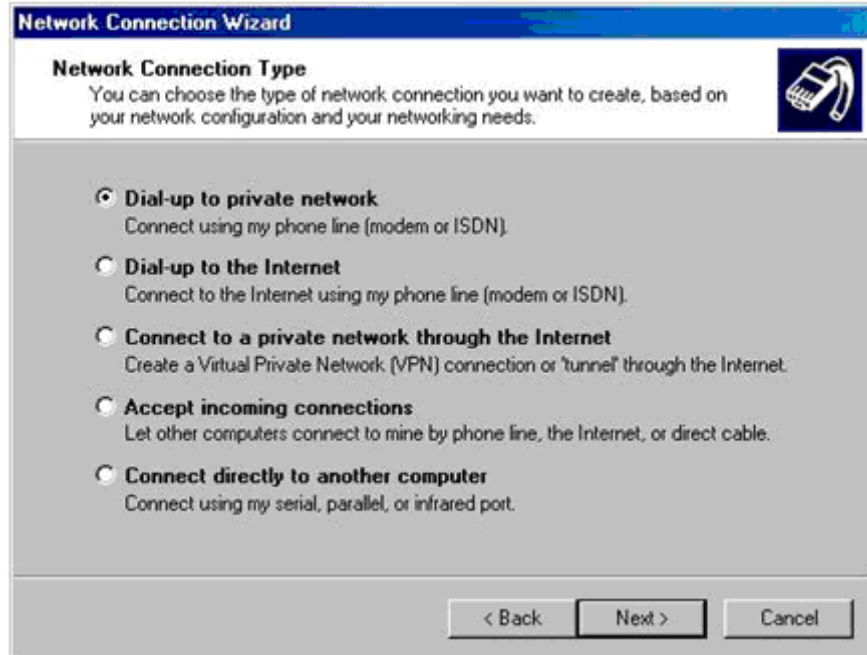 Network Connection Wizard
Network Connection Type
You can choose the type of network connection you want to create, based on
your network configuration and your networking needs.
Dial-up to private network
Connect using my phone line (modem or ISDN).
Dial-up to the Internet
Connect to the Internet using my phone line (modem or ISDN).
Connect to a private network through the Internet
Create a Virtual Private Network (VPN) connection or 'tunnel' through the Internet.
Accept incoming connections
Let other computers connect to mine by phone line, the Internet, or direct cable.
Connect directly to another computer
Connect using my serial, parallel, or infrared port.
< Back Next > Cancel